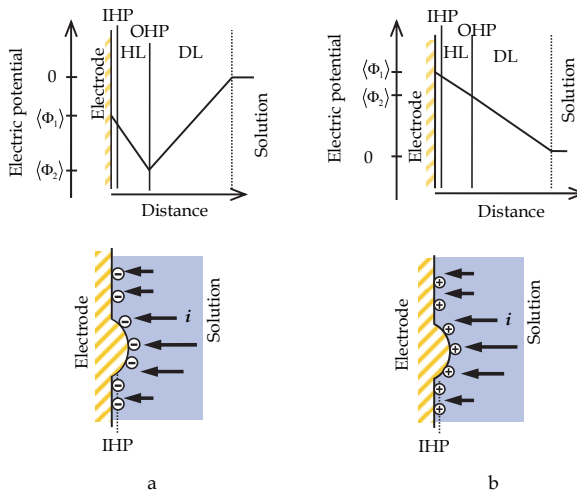 IHP
OHP
HL
DL
Electric potential
0
⟨Φ₁⟩
⟨Φ₂⟩
Electrode
Solution
Distance
IHP
OHP
HL
DL
Electric potential
⟨Φ₁⟩
⟨Φ₂⟩
0
Electrode
Solution
Distance
Electrode
i
Solution
IHP
a
Electrode
i
Solution
IHP
b